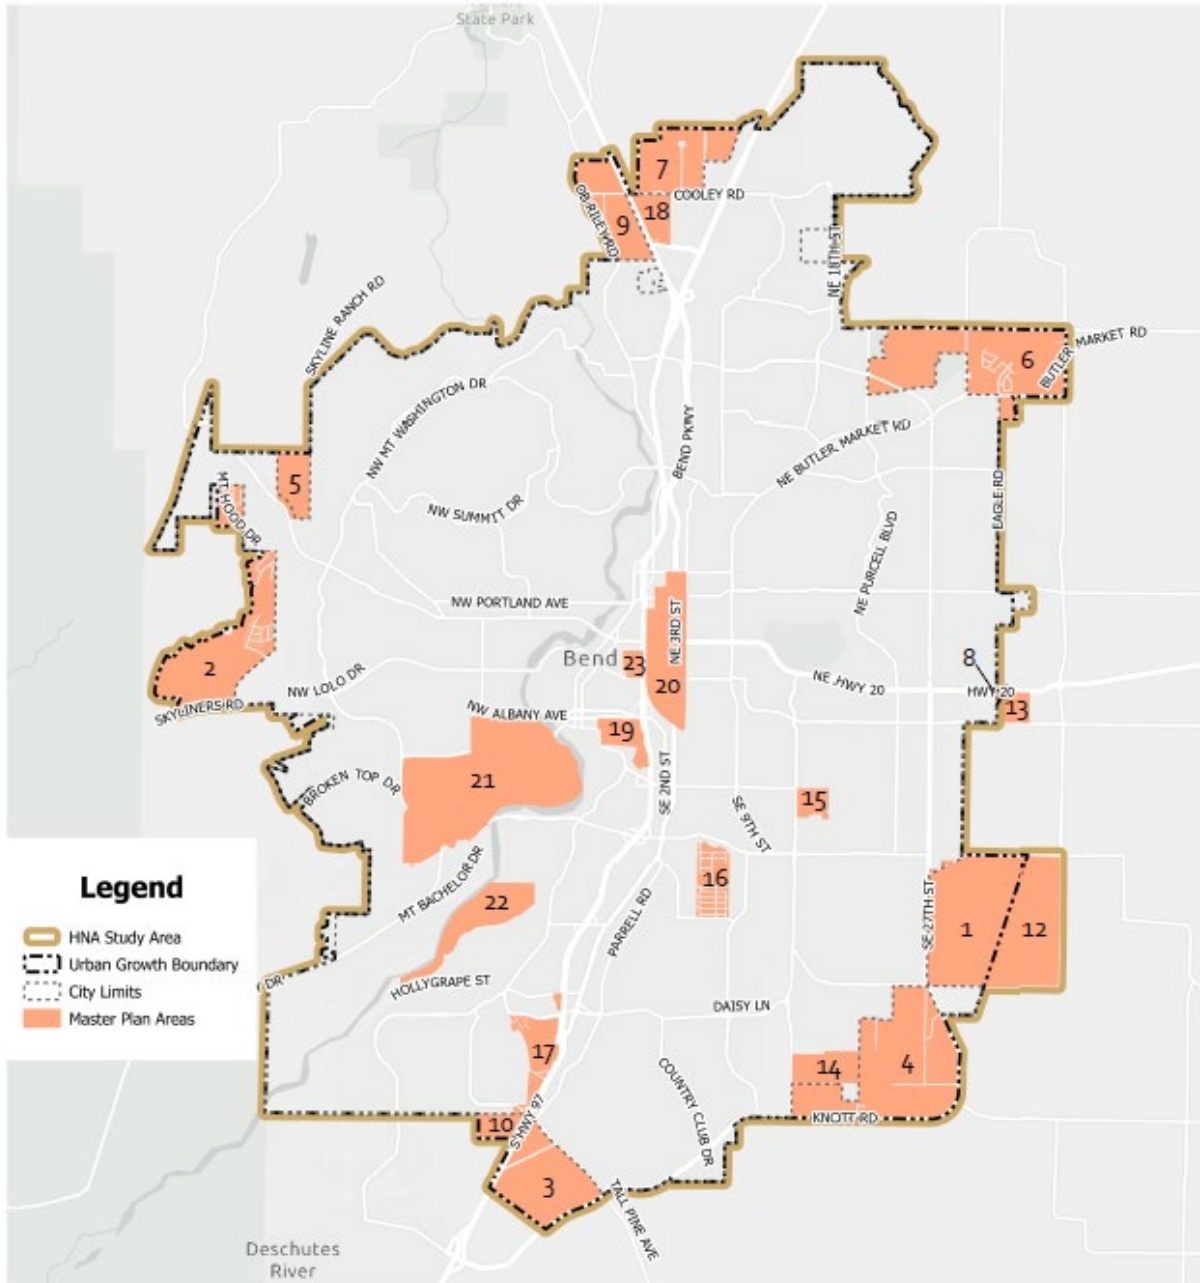 State Park
7
COOLEY RD
18
9
OB RILEY RD
NE 18TH ST
SKYLINE RANCH RD
6
BUTLER MARKET RD
NW MT WASHINGTON DR
BEND PKWY
NE BUTLER MARKET RD
5
MT. HOOD DR
NW SUMMIT DR
EAGLE RD
NE PURCELL BLVD
NW PORTLAND AVE
NE 3RD ST
Bend
23
8
2
NW LOLO DR
20
NE HWY 20
HWY 20
13
SKYLINERS RD
NW ALBANY AVE
19
BROKEN TOP DR
21
SE 2ND ST
15
SE 9TH ST
Legend
HNA Study Area
Urban Growth Boundary
City Limits
Master Plan Areas
MT BACHELOR DR
22
16
PARRELL RD
SE 27TH ST
1
12
DR
HOLLYGRAPE ST
DAISY LN
17
14
4
COUNTRY CLUB DR
KNOTT RD
10
S HWY 97
3
TALL PINE AVE
Deschutes
River